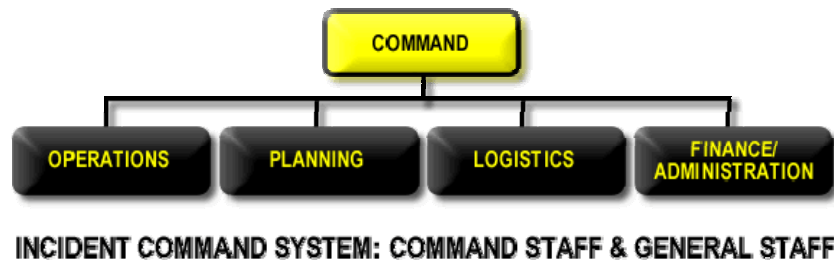 COMMAND
OPERATIONS
PLANNING
LOGISTICS
FINANCE/
ADMINISTRATION
INCIDENT COMMAND SYSTEM: COMMAND STAFF & GENERAL STAFF